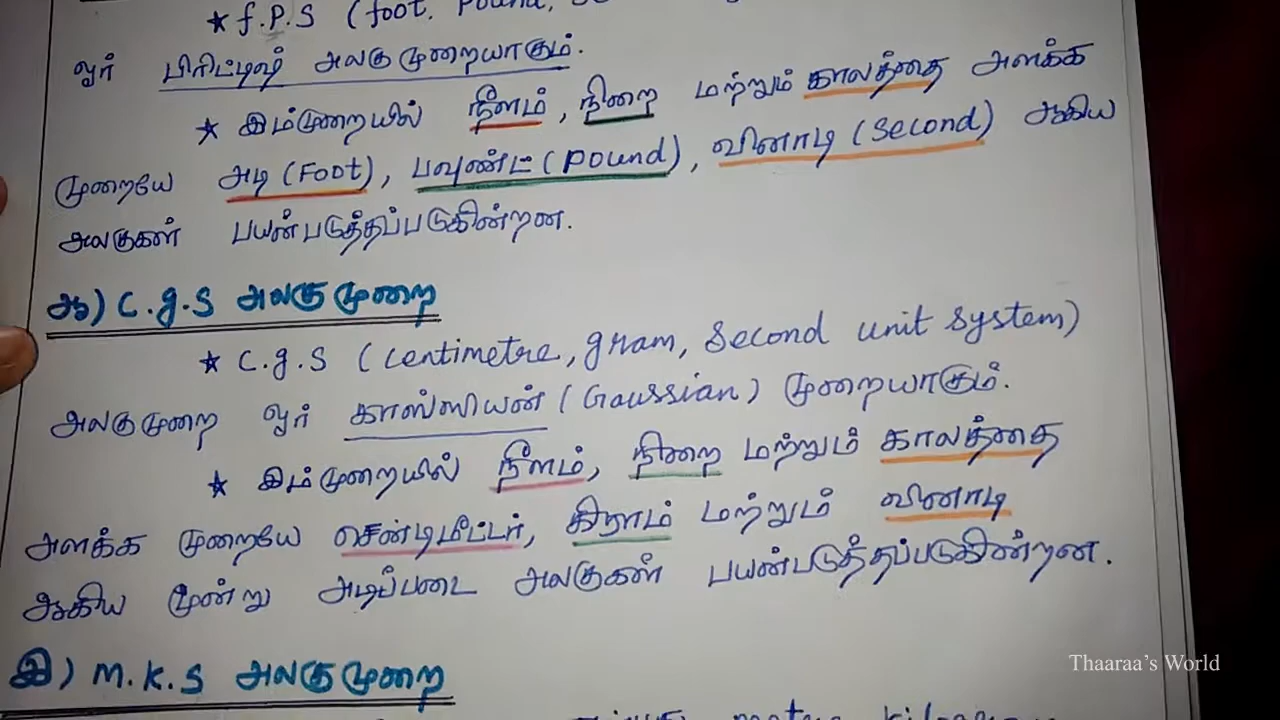 ★ f.P.S (foot, Pound,
ஓர் பிரிட்டிஷ் அலகுமுறையாகும்.
★ இம்முறையில் நீளம், நிறை மற்றும் காலத்தை அளக்க
முறையே அடி (Foot), பவுண்ட் (pound), வினாடி (Second) ஆகிய
அலகுகள் பயன்படுத்தப்படுகின்றன.
ஆ) C.g.S அலகுமுறை
★ C.g.S (Centimetre, gram, Second unit System)
அலகுமுறை ஓர் காஸ்ஸியன் (Gaussian) முறையாகும்.
★ இம்முறையில் நீளம், நிறை மற்றும் காலத்தை
அளக்க முறையே சென்டிமீட்டர், கிராம் மற்றும் வினாடி
ஆகிய மூன்று அடிப்படை அலகுகள் பயன்படுத்தப்படுகின்றன.
இ) M.K.S அலகுமுறை
Thaaraa's World